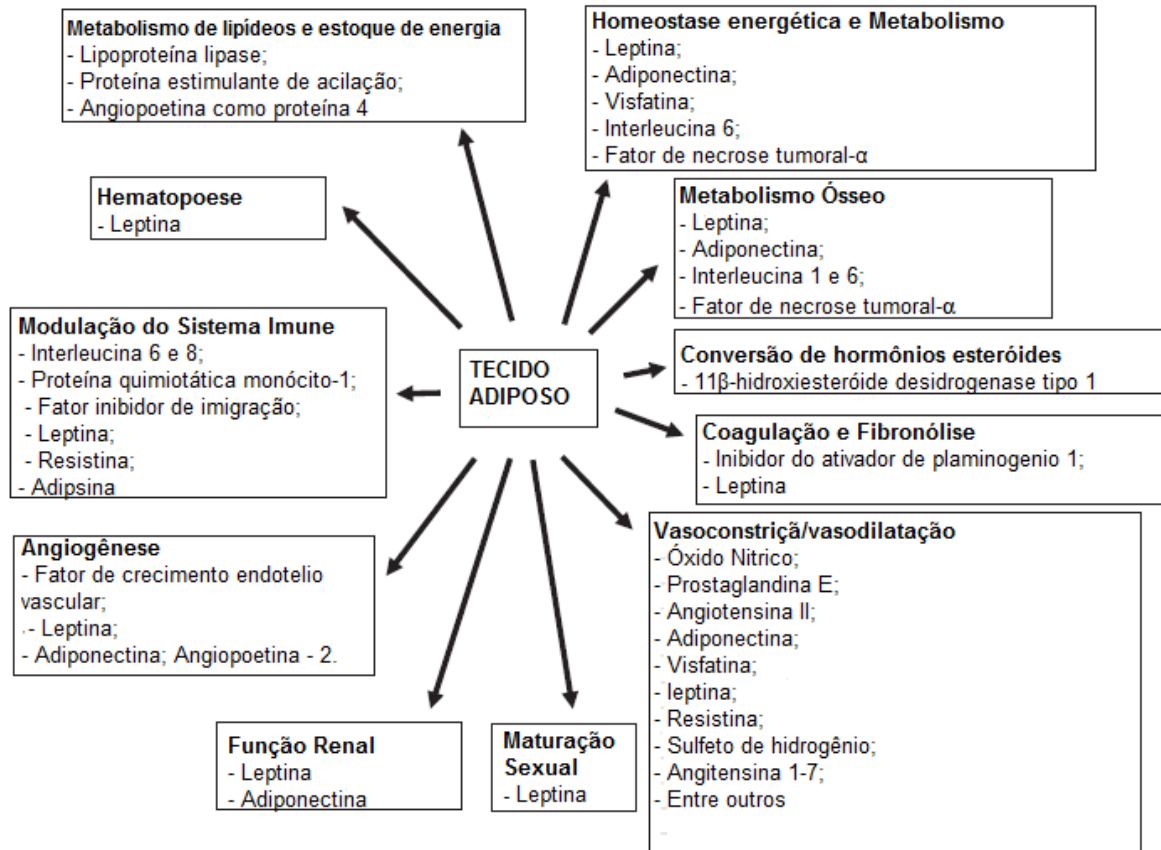 Metabolismo de lipídeos e estoque de energia
- Lipoproteína lipase;
- Proteína estimulante de acilação;
- Angiopoetina como proteína 4
Homeostase energética e Metabolismo
- Leptina;
- Adiponectina;
- Visfatina;
- Interleucina 6;
- Fator de necrose tumoral-α
Hematopoese
- Leptina
Metabolismo Ósseo
- Leptina;
- Adiponectina;
- Interleucina 1 e 6;
- Fator de necrose tumoral-α
Modulação do Sistema Imune
- Interleucina 6 e 8;
- Proteína quimiotática monócito-1;
- Fator inibidor de imigração;
- Leptina;
- Resistina;
- Adipsina
TECIDO
ADIPOSO
Conversão de hormônios esteróides
- 11β-hidroxiesteróide desidrogenase tipo 1
Coagulação e Fibronólise
- Inibidor do ativador de plaminogenio 1;
- Leptina
Angiogênese
- Fator de crecimento endotelio
vascular;
- Leptina;
- Adiponectina; Angiopoetina - 2.
Vasoconstriçã/vasodilatação
- Óxido Nitrico;
- Prostaglandina E;
- Angiotensina II;
- Adiponectina;
- Visfatina;
- leptina;
- Resistina;
- Sulfeto de hidrogênio;
- Angitensina 1-7;
- Entre outros
Função Renal
- Leptina
- Adiponectina
Maturação
Sexual
- Leptina